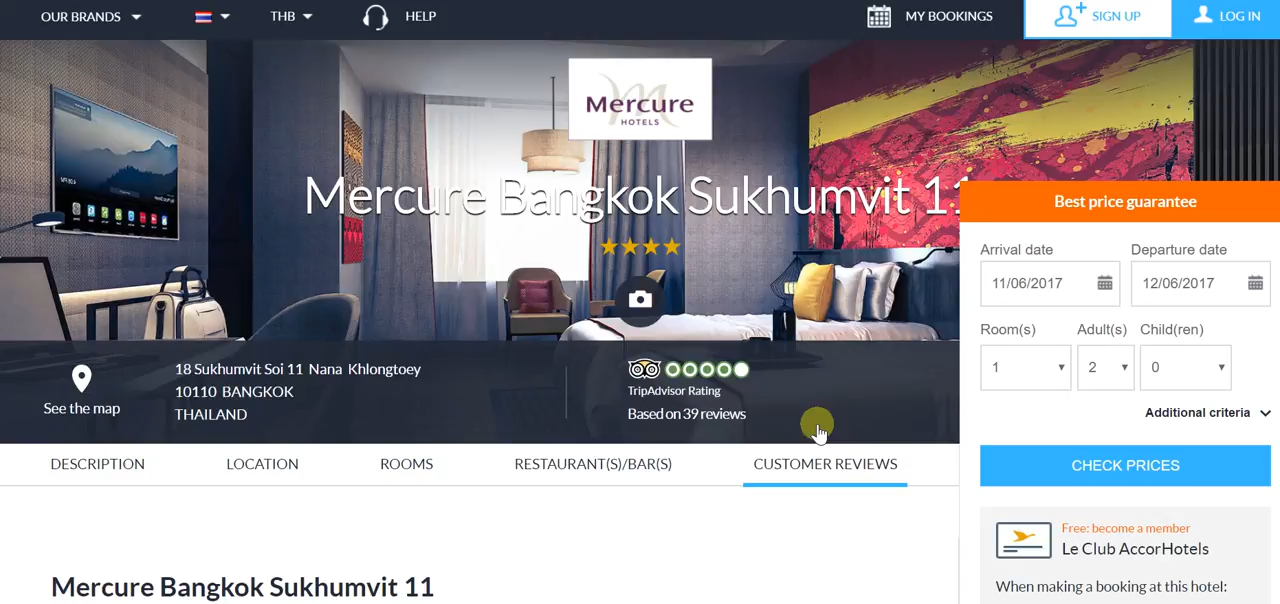 OUR BRANDS
THB
HELP
MY BOOKINGS
SIGN UP
LOG IN
Mercure
HOTELS
Mercure Bangkok Sukhumvit 11
Best price guarantee
Arrival date
Departure date
11/06/2017
12/06/2017
Room(s)
Adult(s)
Child(ren)
1
2
0
Additional criteria
CHECK PRICES
See the map
18 Sukhumvit Soi 11 Nana Khlongtoey
10110 BANGKOK
THAILAND
TripAdvisor Rating
Based on 39 reviews
DESCRIPTION
LOCATION
ROOMS
RESTAURANT(S)/BAR(S)
CUSTOMER REVIEWS
Free: become a member
Le Club AccorHotels
When making a booking at this hotel:
Mercure Bangkok Sukhumvit 11